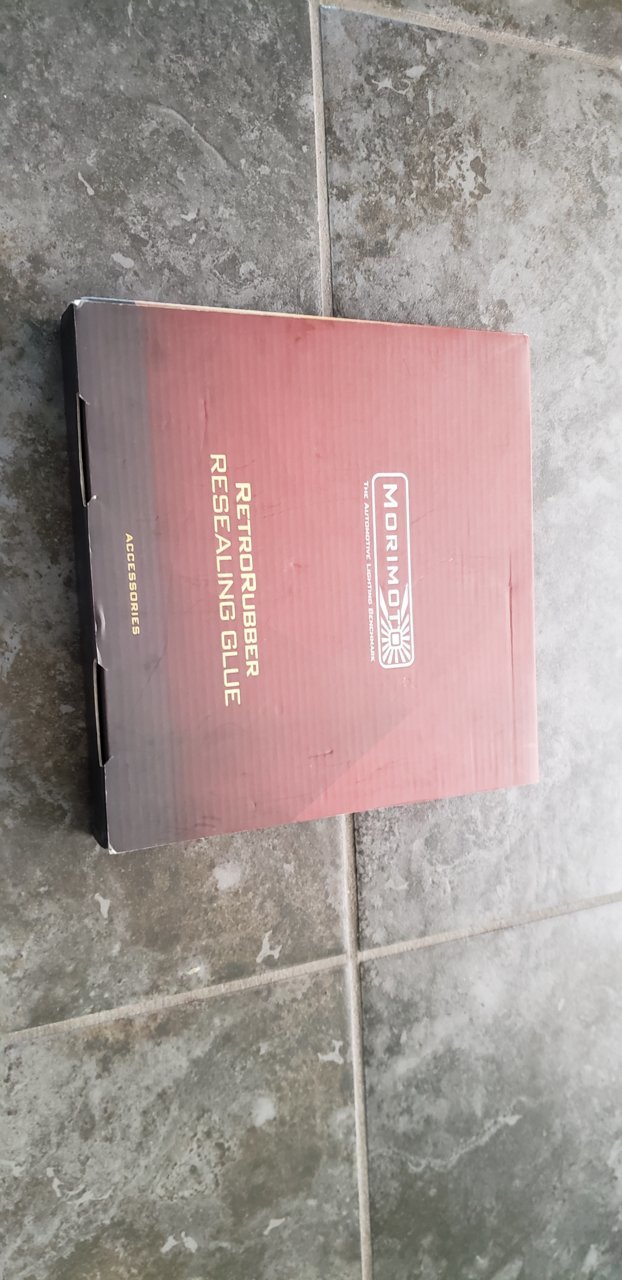 MORIMOTO
THE AUTOMOTIVE LIGHTING BENCHMARK
RETRORUBBER
RESEALING GLUE
ACCESSORIES